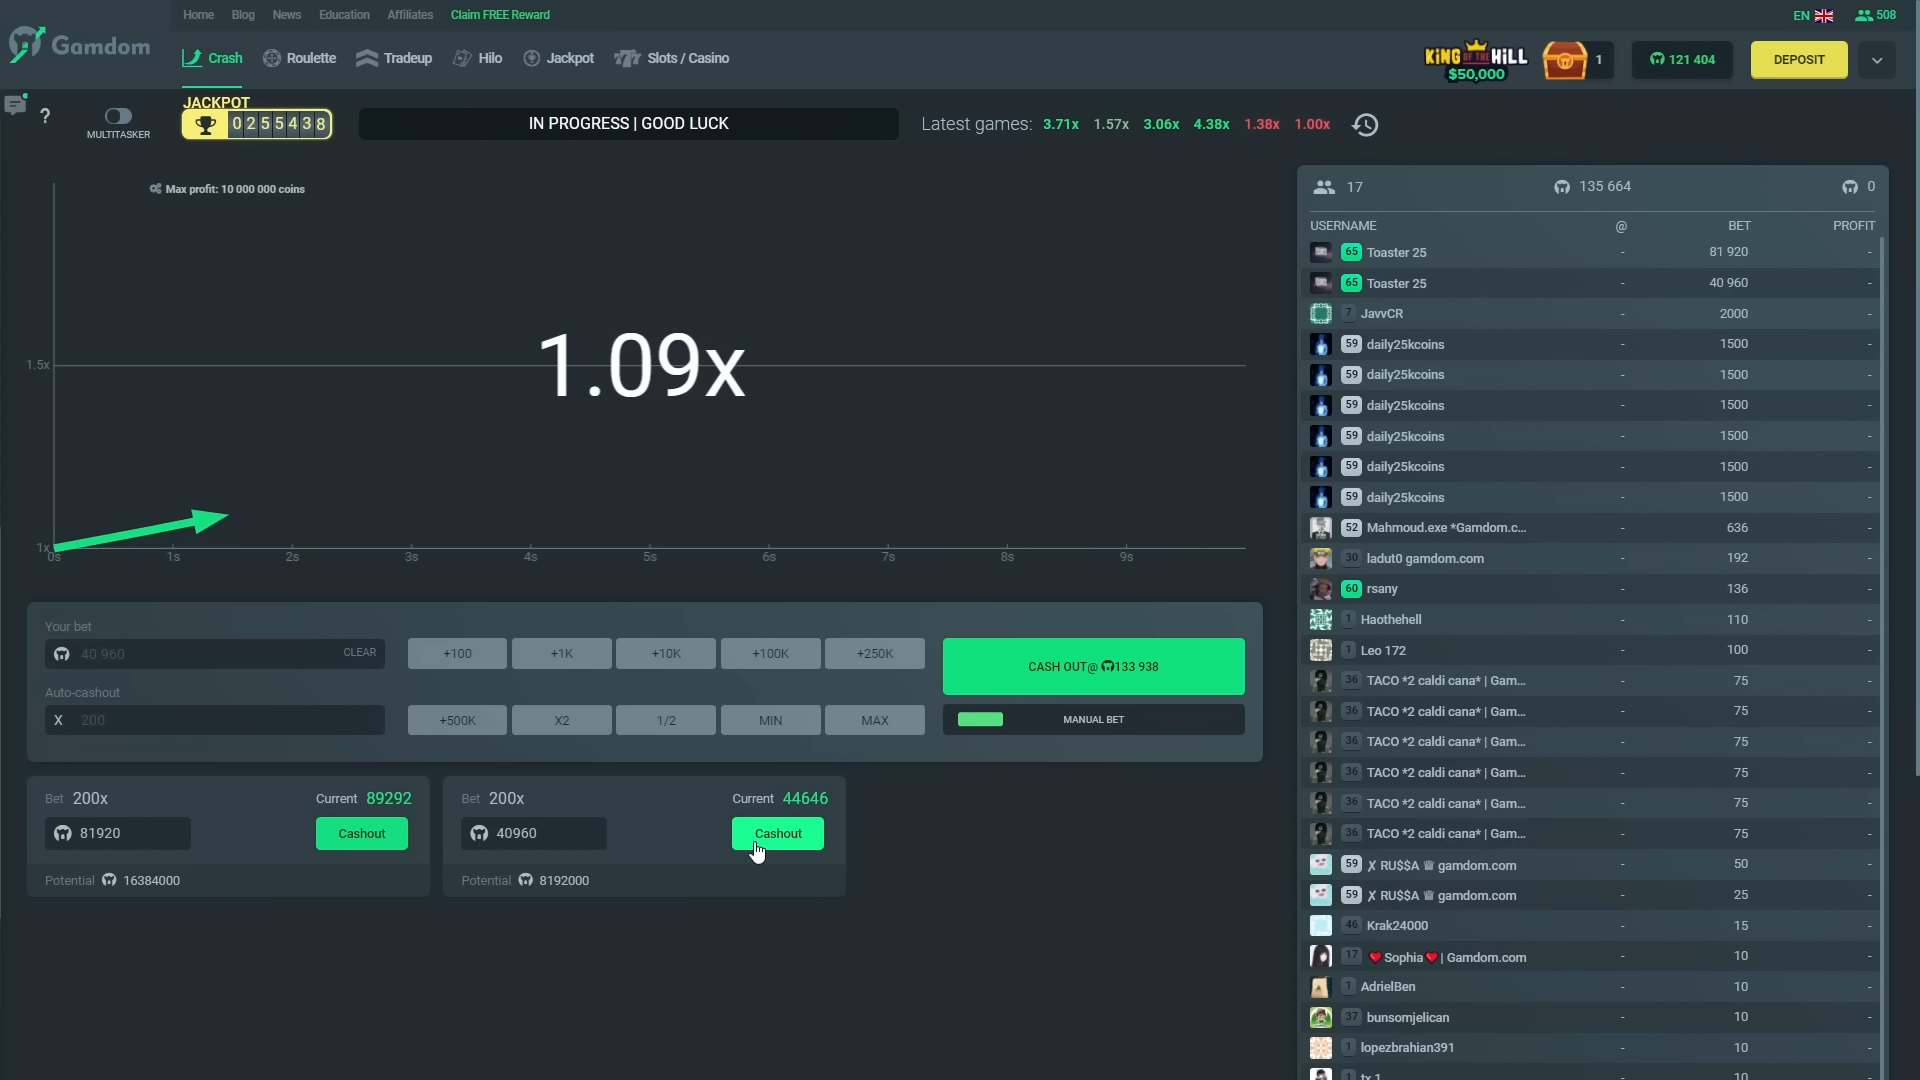 Home Blog News Education Affiliates Claim FREE Reward EN 508
Gamdom
Crash Roulette Tradeup Hilo Jackpot Slots / Casino
KING OF THE HILL
$50,000
1 121 404 DEPOSIT
? MULTITASKER
JACKPOT
0255438
IN PROGRESS | GOOD LUCK
Latest games: 3.71x 1.57x 3.06x 4.38x 1.38x 1.00x
Max profit: 10 000 000 coins
1.5x
1.09x
1x
0s 1s 2s 3s 4s 5s 6s 7s 8s 9s
Your bet
40 960 CLEAR
+100 +1K +10K +100K +250K
CASH OUT@ 133 938
Auto-cashout
X 200
+500K X2 1/2 MIN MAX
MANUAL BET
Bet 200x Current 89292
81920 Cashout
Potential 16384000
Bet 200x Current 44646
40960 Cashout
Potential 8192000
17 135 664 0
USERNAME @ BET PROFIT
65 Toaster 25 - 81 920 -
65 Toaster 25 - 40 960 -
7 JavvCR - 2000 -
59 daily25kcoins - 1500 -
59 daily25kcoins - 1500 -
59 daily25kcoins - 1500 -
59 daily25kcoins - 1500 -
59 daily25kcoins - 1500 -
59 daily25kcoins - 1500 -
52 Mahmoud.exe *Gamdom.c... - 636 -
30 ladut0 gamdom.com - 192 -
60 rsany - 136 -
1 Haothehell - 110 -
1 Leo 172 - 100 -
36 TACO *2 caldi cana* | Gam... - 75 -
36 TACO *2 caldi cana* | Gam... - 75 -
36 TACO *2 caldi cana* | Gam... - 75 -
36 TACO *2 caldi cana* | Gam... - 75 -
36 TACO *2 caldi cana* | Gam... - 75 -
36 TACO *2 caldi cana* | Gam... - 75 -
59 ✗ RU$$A ♕ gamdom.com - 50 -
59 ✗ RU$$A ♕ gamdom.com - 25 -
46 Krak24000 - 15 -
17 ❤Sophia❤| Gamdom.com - 10 -
1 AdrielBen - 10 -
37 bunsomjelican - 10 -
1 lopezbrahian391 - 10 -
1 tx 1 - 10 -